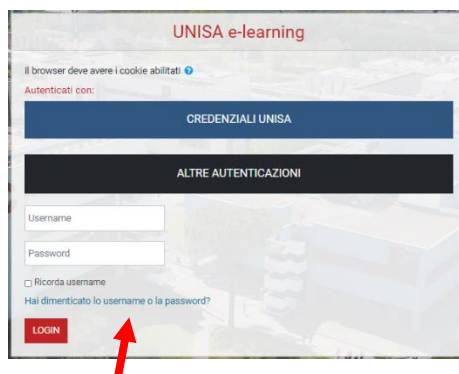 UNISA e-learning
Il browser deve avere i cookie abilitati
Autenticati con:
CREDENZIALI UNISA
ALTRE AUTENTICAZIONI
Username
Password
Ricorda username
Hai dimenticato lo username o la password?
LOGIN